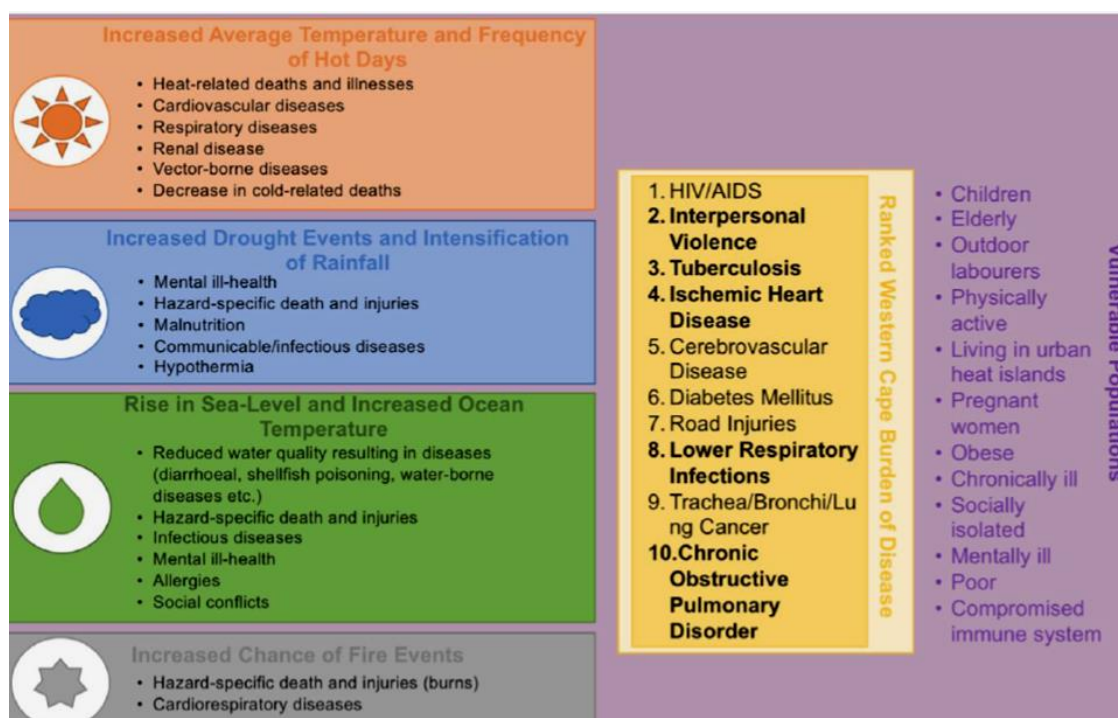 Increased Average Temperature and Frequency
of Hot Days
• Heat-related deaths and illnesses
• Cardiovascular diseases
• Respiratory diseases
• Renal disease
• Vector-borne diseases
• Decrease in cold-related deaths
Increased Drought Events and Intensification
of Rainfall
• Mental ill-health
• Hazard-specific death and injuries
• Malnutrition
• Communicable/infectious diseases
• Hypothermia
Rise in Sea-Level and Increased Ocean
Temperature
• Reduced water quality resulting in diseases
(diarrhoeal, shellfish poisoning, water-borne
diseases etc.)
• Hazard-specific death and injuries
• Infectious diseases
• Mental ill-health
• Allergies
• Social conflicts
Increased Chance of Fire Events
• Hazard-specific death and injuries (burns)
• Cardiorespiratory diseases
1. HIV/AIDS
2. Interpersonal
Violence
3. Tuberculosis
4. Ischemic Heart
Disease
5. Cerebrovascular
Disease
6. Diabetes Mellitus
7. Road Injuries
8. Lower Respiratory
Infections
9. Trachea/Bronchi/Lu
ng Cancer
10. Chronic
Obstructive
Pulmonary
Disorder
Ranked Western Cape Burden of Disease
• Children
• Elderly
• Outdoor
labourers
• Physically
active
• Living in urban
heat islands
• Pregnant
women
• Obese
• Chronically ill
• Socially
isolated
• Mentally ill
• Poor
• Compromised
immune system
Vulnerable Populations